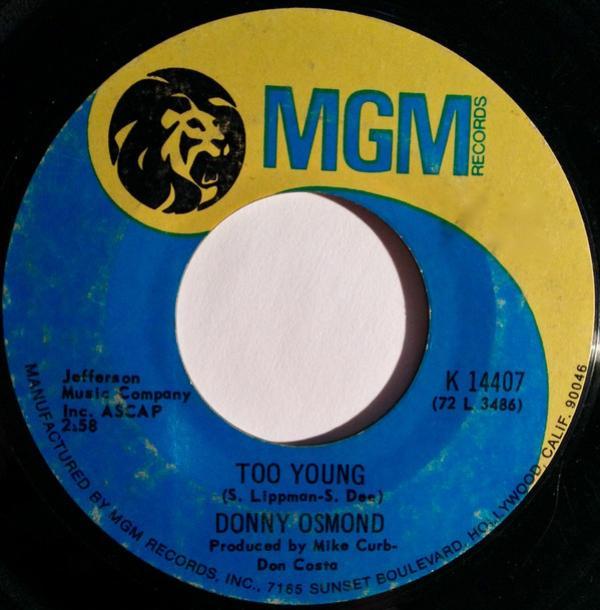 MGM
RECORDS
Jefferson
Music Company
Inc. ASCAP
2:58
K 14407
(72 L 3486)
TOO YOUNG
(S. Lippman-S. Dee)
DONNY OSMOND
Produced by Mike Curb-
Don Costa
MANUFACTURED BY MGM RECORDS, INC., 7165 SUNSET BOULEVARD, HOLLYWOOD, CALIF. 90046